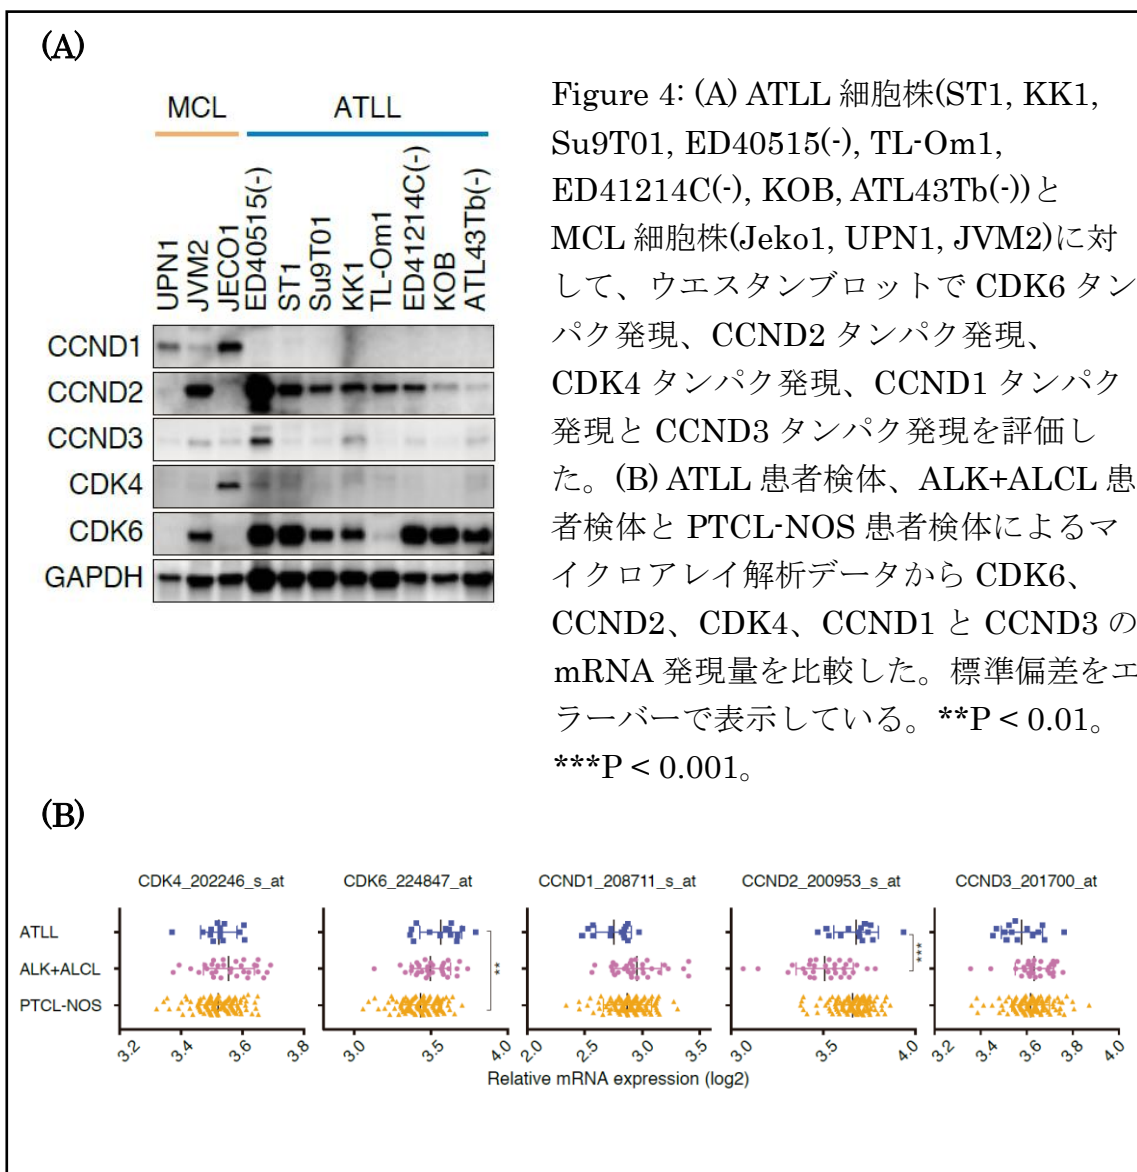 (A)
MCL ATLL
UPN1
JVM2
JECO1
ED40515(-)
ST1
Su9T01
KK1
TL-Om1
ED41214C(-)
KOB
ATL43Tb(-)
CCND1
CCND2
CCND3
CDK4
CDK6
GAPDH
Figure 4: (A) ATLL 細胞株(ST1, KK1,
Su9T01, ED40515(-), TL-Om1,
ED41214C(-), KOB, ATL43Tb(-))と
MCL 細胞株(Jeko1, UPN1, JVM2)に対
して、ウエスタンブロットで CDK6 タン
パク発現、CCND2 タンパク発現、
CDK4 タンパク発現、CCND1 タンパク
発現と CCND3 タンパク発現を評価し
た。(B) ATLL 患者検体、ALK+ALCL 患
者検体と PTCL-NOS 患者検体によるマ
イクロアレイ解析データから CDK6、
CCND2、CDK4、CCND1 と CCND3 の
mRNA 発現量を比較した。標準偏差をエ
ラーバーで表示している。**P < 0.01。
***P < 0.001。
(B)
CDK4_202246_s_at CDK6_224847_at CCND1_208711_s_at CCND2_200953_s_at CCND3_201700_at
ATLL
ALK+ALCL
PTCL-NOS
** ***
3.2 3.4 3.6 3.8 3.0 3.5 4.0 2.0 2.5 3.0 3.5 3.0 3.5 4.0 3.2 3.4 3.6 3.8 4.0
Relative mRNA expression (log2)